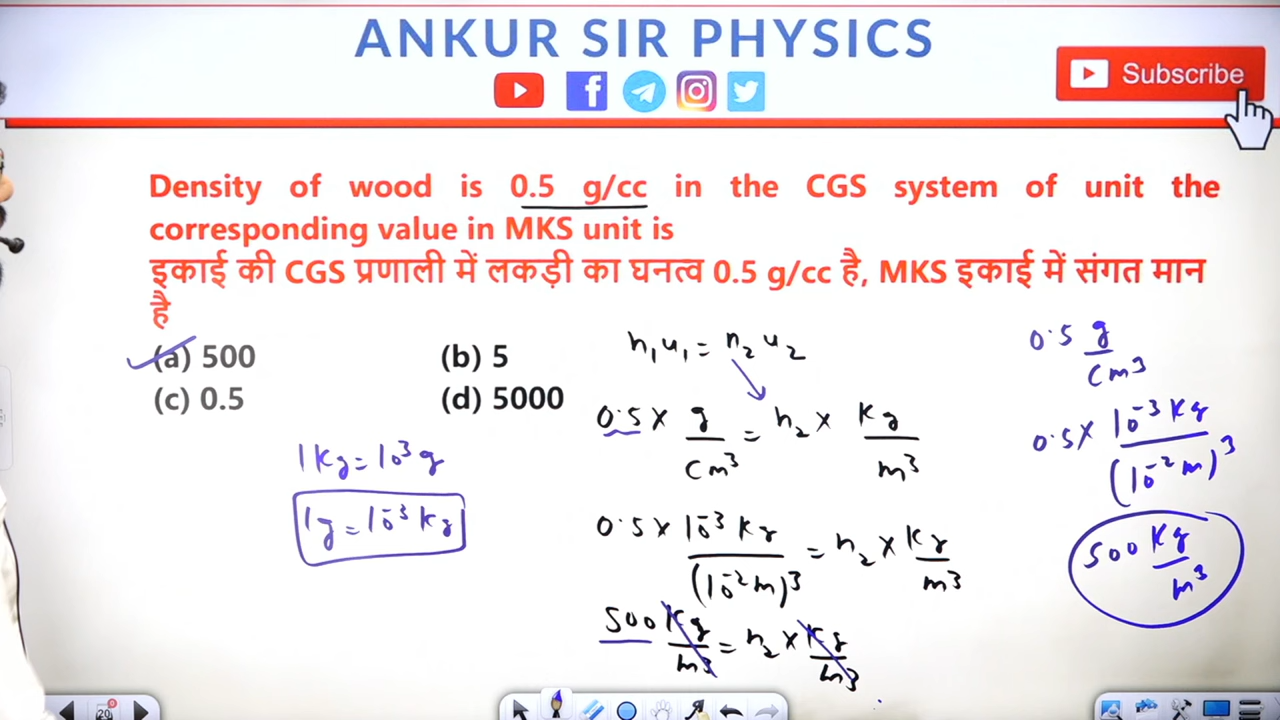 ANKUR SIR PHYSICS
Subscribe
Density of wood is 0.5 g/cc in the CGS system of unit the
corresponding value in MKS unit is
इकाई की CGS प्रणाली में लकड़ी का घनत्व 0.5 g/cc है, MKS इकाई में संगत मान
है
(a) 500 (b) 5
(c) 0.5 (d) 5000
1 Kg = 10³ g
1g = 10⁻³ Kg
n₁u₁ = n₂u₂
0.5 × g/cm³ = n₂ × Kg/m³
0.5 × 10⁻³ Kg/(10⁻² m)³ = n₂ × Kg/m³
500 Kg/m³ = n₂ × Kg/m³
0.5 g/cm³
0.5 × 10⁻³ Kg/(10⁻² m)³
500 Kg/m³
20